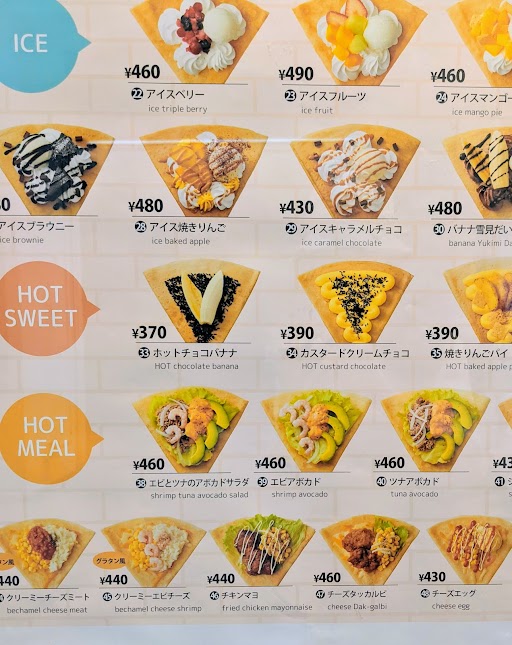 ICE
¥460
22 アイスベリー
ice triple berry
¥490
23 アイスフルーツ
ice fruit
¥460
24 アイスマンゴー
ice mango pie
アイスブラウニー
ice brownie
¥480
28 アイス焼きりんご
ice baked apple
¥430
29 アイスキャラメルチョコ
ice caramel chocolate
¥480
30 バナナ雪見だい
banana Yukimi Da
HOT
SWEET
¥370
33 ホットチョコバナナ
HOT chocolate banana
¥390
34 カスタードクリームチョコ
HOT custard chocolate
¥390
35 焼きりんごパイ
HOT baked apple p
HOT
MEAL
¥460
38 エビとツナのアボカドサラダ
shrimp tuna avocado salad
¥460
39 エビアボカド
shrimp avocado
¥460
40 ツナアボカド
tuna avocado
¥43
41
ン風
440
クリーミーチーズミート
bechamel cheese meat
グラタン風
¥440
45 クリーミーエビチーズ
bechamel cheese shrimp
¥440
46 チキンマヨ
fried chicken mayonnaise
¥460
47 チーズタッカルビ
cheese Dak-galbi
¥430
48 チーズエッグ
cheese egg